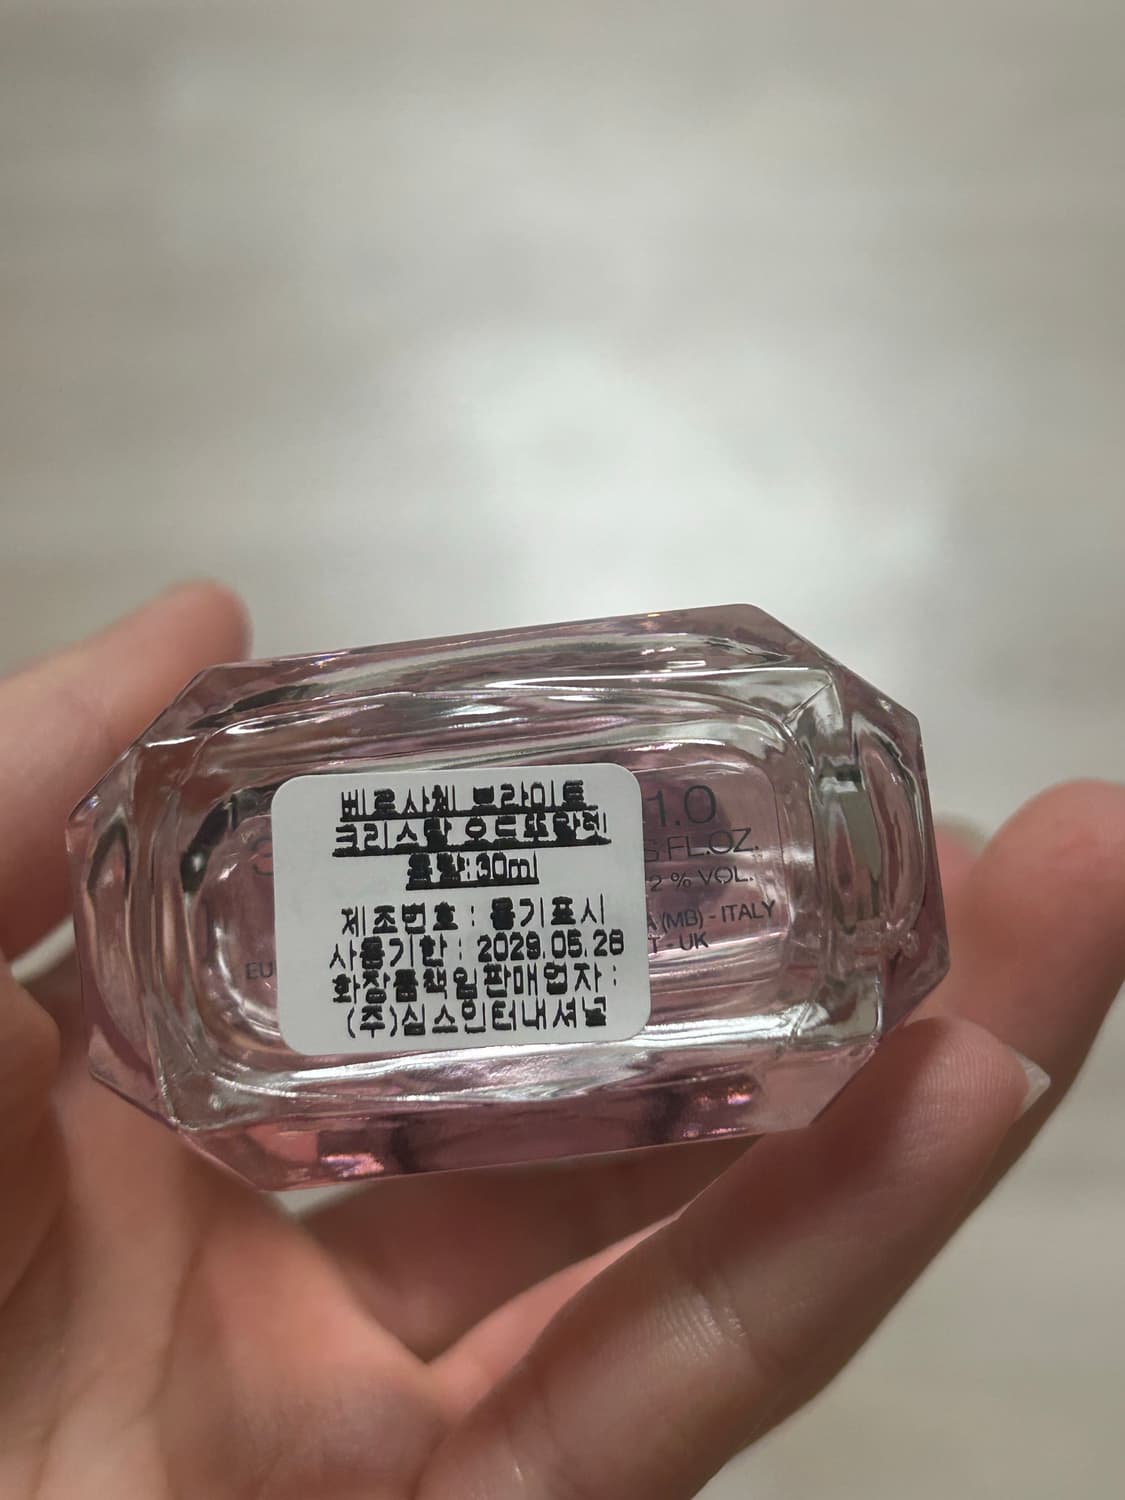 베르사체 브라이트
크리스탈 오드뚜왈렛
용량:30ml
제조번호 : 용기표시
사용기한 : 2029.05.26
화장품책임판매업자 :
(주)심스인터내셔널
1.0
FL.OZ.
2 % VOL.
(MB) - ITALY
- UK
EU